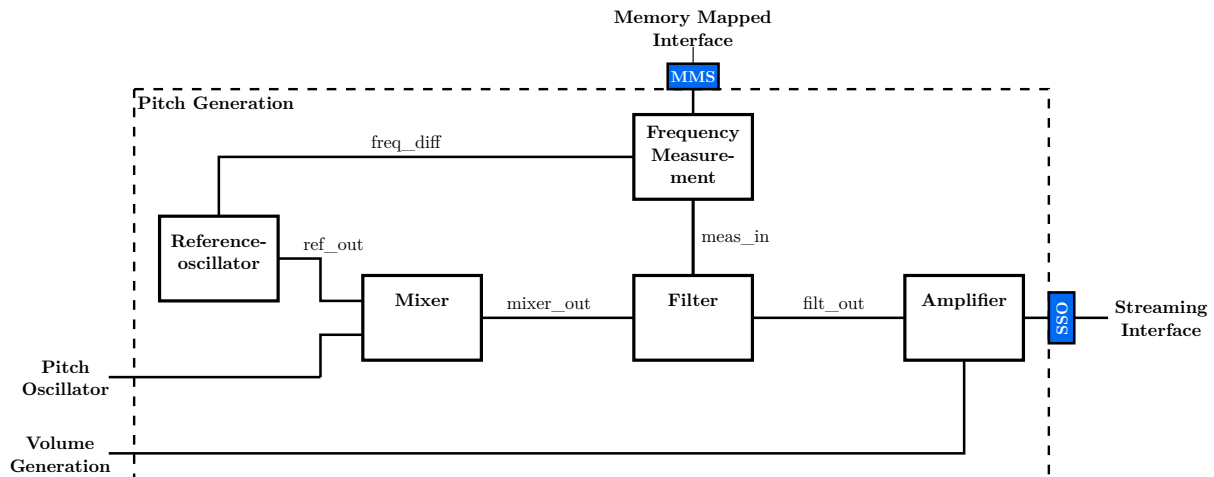 Memory Mapped
Interface
MMS
Pitch Generation
Frequency
Measure-
ment
freq_diff
Reference-
oscillator
ref_out
meas_in
Mixer
mixer_out
Filter
filt_out
Amplifier
SSO
Streaming
Interface
Pitch
Oscillator
Volume
Generation